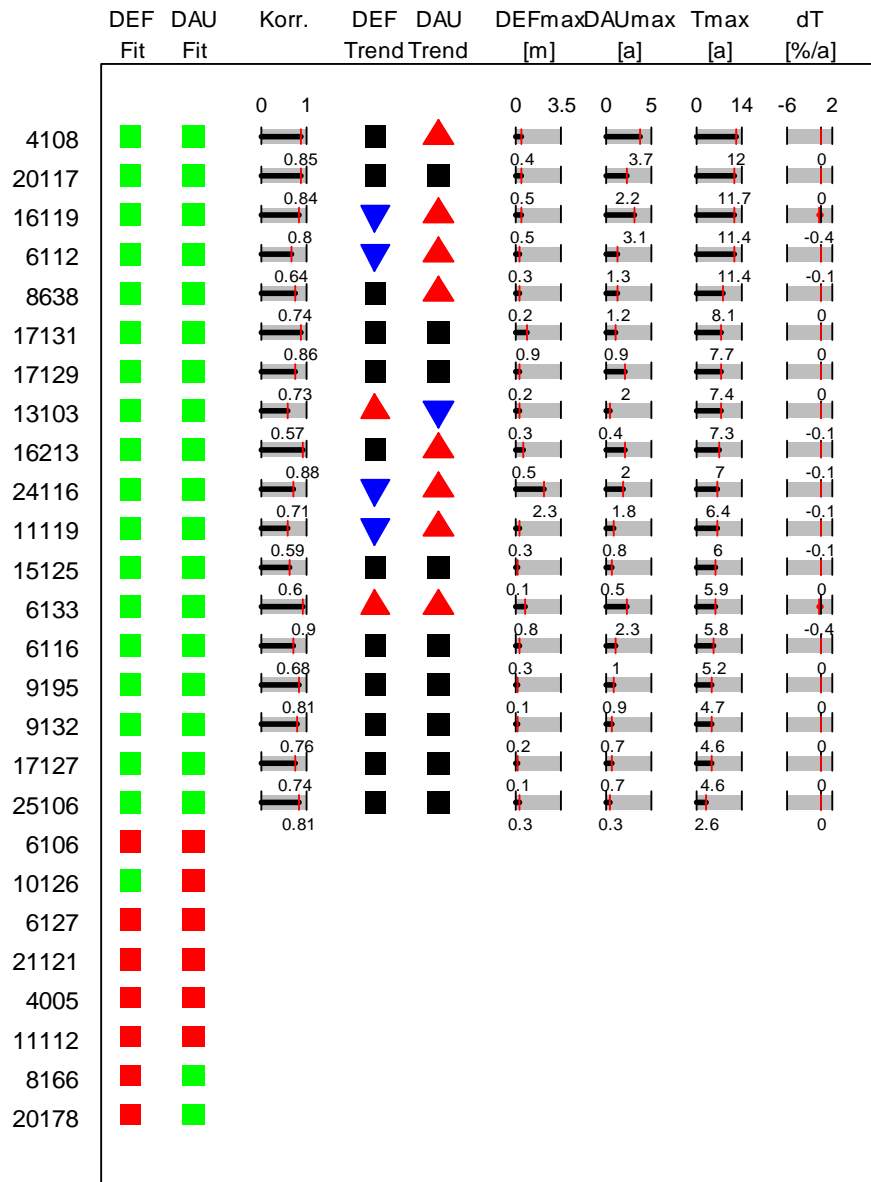 DEF DAU Korr. DEF DAU DEFmax DAUmax Tmax dT
Fit Fit Trend Trend [m] [a] [a] [%/a]
0 1 0 3.5 0 5 0 14 -6 2
4108
0.85 0.4 3.7 12 0
20117
0.84 0.5 2.2 11.7 0
16119
0.8 0.5 3.1 11.4 -0.4
6112
0.64 0.3 1.3 11.4 -0.1
8638
0.74 0.2 1.2 8.1 0
17131
0.86 0.9 0.9 7.7 0
17129
0.73 0.2 2 7.4 0
13103
0.57 0.3 0.4 7.3 -0.1
16213
0.88 0.5 2 7 -0.1
24116
0.71 2.3 1.8 6.4 -0.1
11119
0.59 0.3 0.8 6 -0.1
15125
0.6 0.1 0.5 5.9 0
6133
0.9 0.8 2.3 5.8 -0.4
6116
0.68 0.3 1 5.2 0
9195
0.81 0.1 0.9 4.7 0
9132
0.76 0.2 0.7 4.6 0
17127
0.74 0.1 0.7 4.6 0
25106
0.81 0.3 0.3 2.6 0
6106
10126
6127
21121
4005
11112
8166
20178